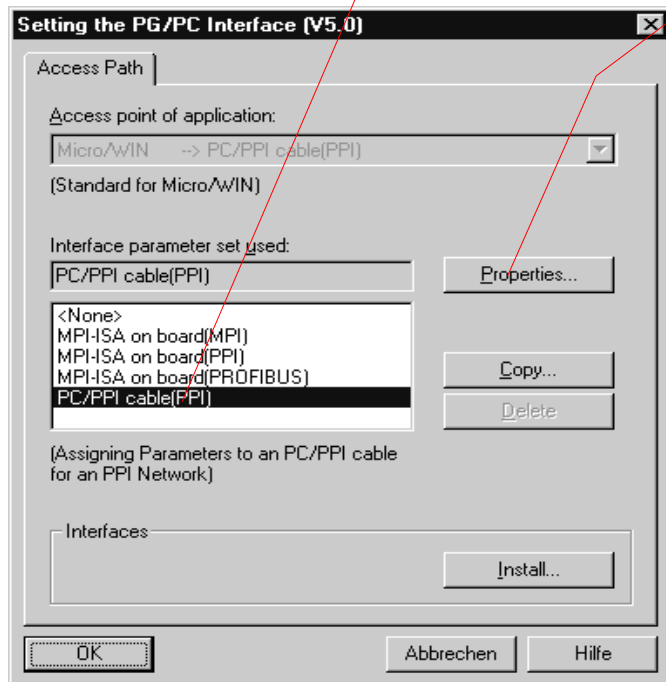 Setting the PG/PC Interface (V5.0)
Access Path
Access point of application:
Micro/WIN --> PC/PPI cable(PPI)
(Standard for Micro/WIN)
Interface parameter set used:
PC/PPI cable(PPI)
Properties...
<None>
MPI-ISA on board(MPI)
MPI-ISA on board(PPI)
MPI-ISA on board(PROFIBUS)
PC/PPI cable(PPI)
Copy...
Delete
(Assigning Parameters to an PC/PPI cable
for an PPI Network)
Interfaces
Install...
OK
Abbrechen
Hilfe